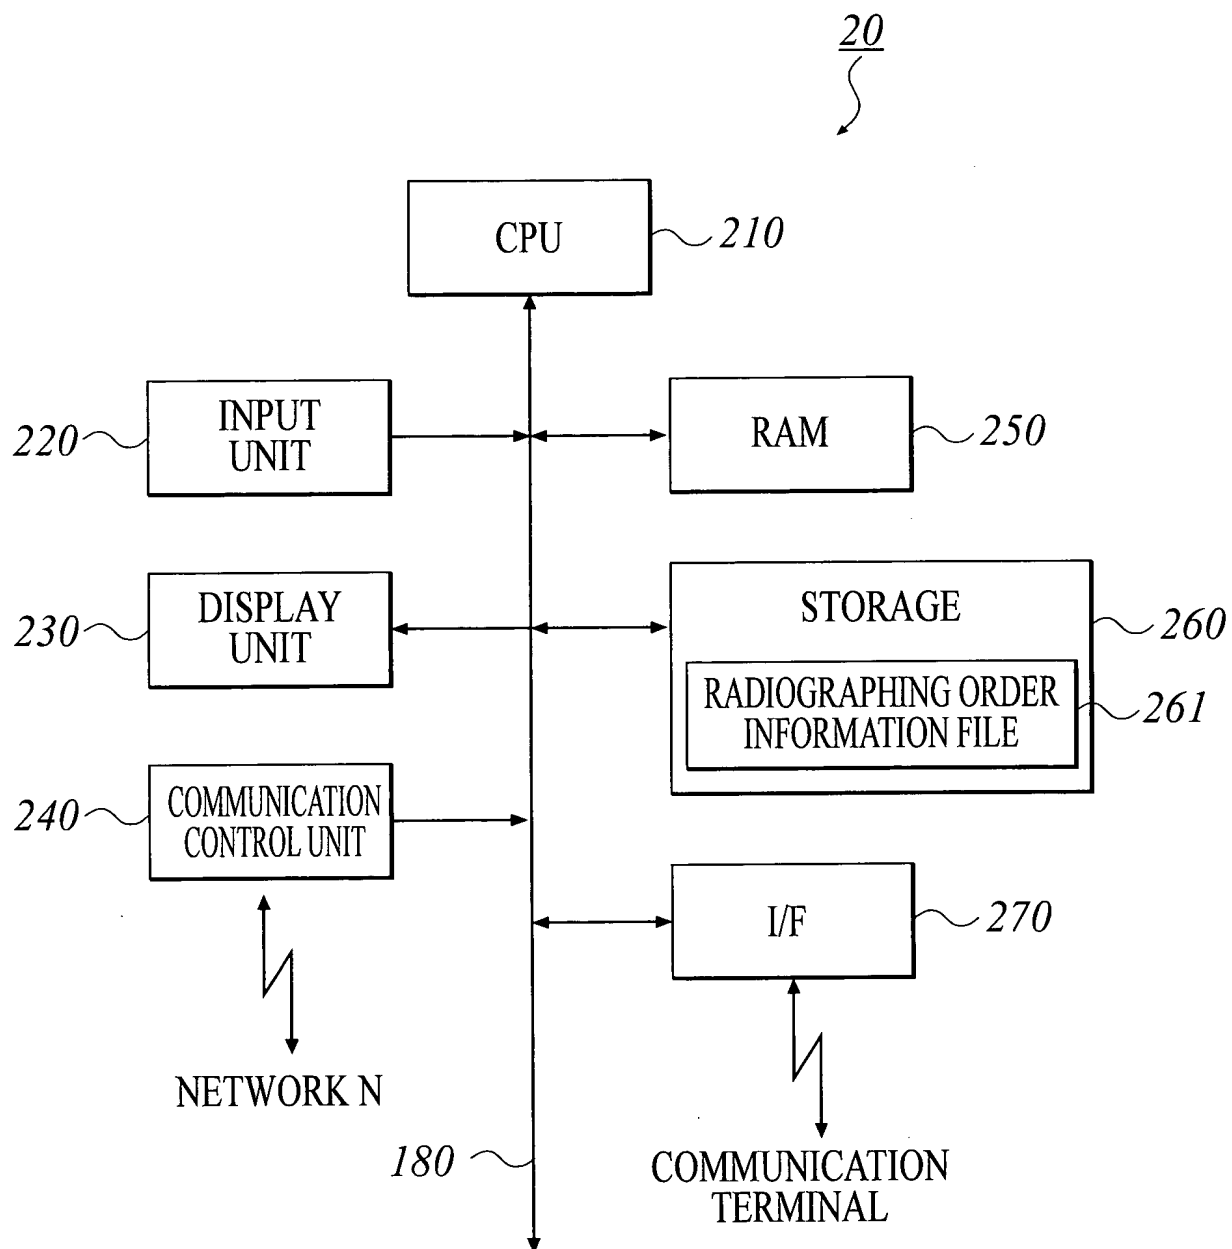 20
CPU
210
INPUT
UNIT
220
RAM
250
DISPLAY
UNIT
230
STORAGE
260
RADIOGRAPHING ORDER
INFORMATION FILE
261
COMMUNICATION
CONTROL UNIT
240
I/F
270
NETWORK N
180
COMMUNICATION
TERMINAL